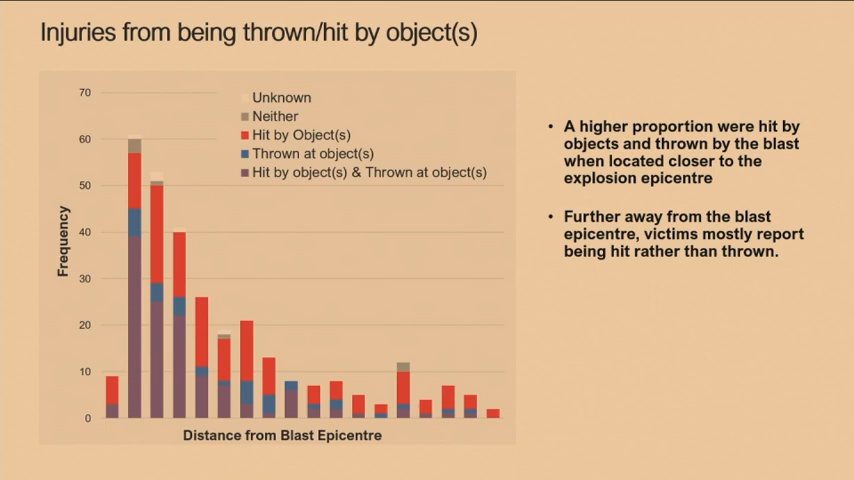 Injuries from being thrown/hit by object(s)
70
60
50
40
30
20
10
0
Frequency
Unknown
Neither
Hit by Object(s)
Thrown at object(s)
Hit by object(s) & Thrown at object(s)
Distance from Blast Epicentre
• A higher proportion were hit by
objects and thrown by the blast
when located closer to the
explosion epicentre
• Further away from the blast
epicentre, victims mostly report
being hit rather than thrown.